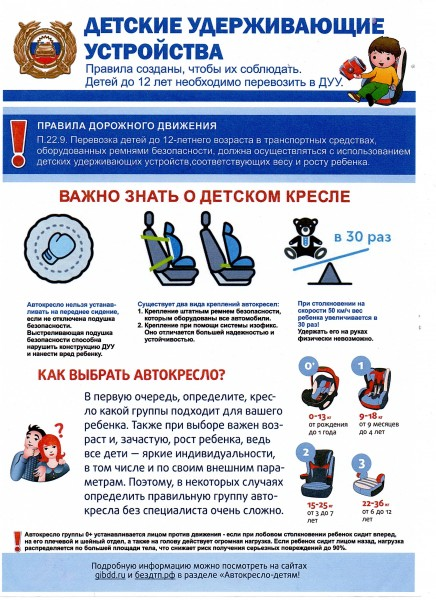 ДЕТСКИЕ УДЕРЖИВАЮЩИЕ
УСТРОЙСТВА
Правила созданы, чтобы их соблюдать.
Детей до 12 лет необходимо перевозить в ДУУ.
ПРАВИЛА ДОРОЖНОГО ДВИЖЕНИЯ
П.22.9. Перевозка детей до 12-летнего возраста в транспортных средствах,
оборудованных ремнями безопасности, должна осуществляться с использованием
детских удерживающих устройств,соответствующих весу и росту ребенка.
ВАЖНО ЗНАТЬ О ДЕТСКОМ КРЕСЛЕ
в 30 раз
Автокресло нельзя устанав-
ливать на переднее сидение,
если не отключена подушка
безопасности.
Выстреливающая подушка
безопасности способна
нарушить конструкцию ДУУ
и нанести вред ребенку.
Существует два вида креплений автокресел:
1. Крепление штатным ремнем безопасности,
которым оборудованы все автомобили.
2. Крепление при помощи системы изофикс.
Оно отличается большей надежностью и
устойчивостью.
При столкновении на
скорости 50 км/ч вес
ребенка увеличивается в
30 раз!
Удержать его на руках
физически невозможно.
КАК ВЫБРАТЬ АВТОКРЕСЛО?
В первую очередь, определите, крес-
ло какой группы подходит для вашего
ребенка. Также при выборе важен воз-
раст и, зачастую, рост ребенка, ведь
все дети – яркие индивидуальности,
в том числе и по своим внешним пара-
метрам. Поэтому, в некоторых случаях
определить правильную группу авто-
кресла без специалиста очень сложно.
0+
0-13 кг
от рождения
до 1 года
1
9-18 кг
от 9 месяцев
до 4 лет
2
15-25 кг
от 3 до 7
лет
3
22-36 кг
от 6 до 12
лет
Автокресло группы 0+ устанавливается лицом против движения - если при лобовом столкновении ребенок сидит вперед,
на его плечевой и шейный отдел, а также на голову действует огромная нагрузка. Если ребенок сидит лицом назад, нагрузка
распределяется по большей площади тела, что снижает риск получения серьезных повреждений до 90%.
Подробную информацию можно посмотреть на сайтах
gibdd.ru и бездтп.рф в разделе «Автокресло-детям!